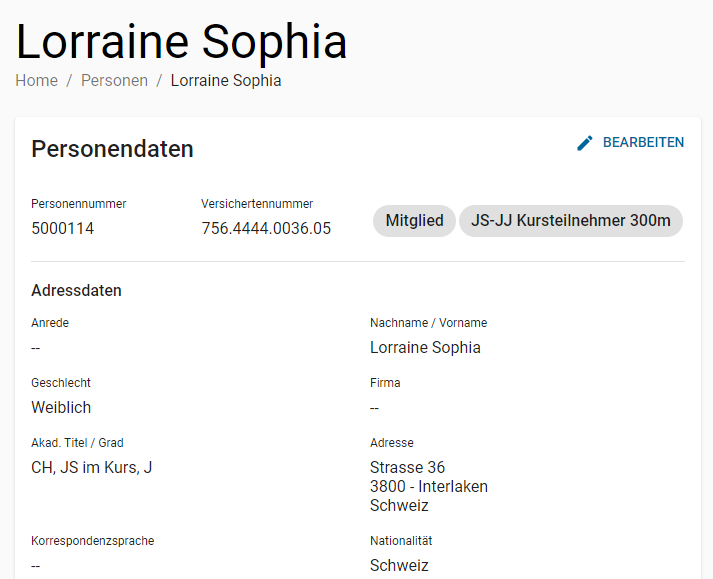 Lorraine Sophia
Home / Personen / Lorraine Sophia
Personendaten
BEARBEITEN
Personennummer
5000114
Versichertennummer
756.4444.0036.05
Mitglied
JS-JJ Kursteilnehmer 300m
Adressdaten
Anrede
--
Nachname / Vorname
Lorraine Sophia
Geschlecht
Weiblich
Firma
--
Akad. Titel / Grad
CH, JS im Kurs, J
Adresse
Strasse 36
3800 - Interlaken
Schweiz
Korrespondenzsprache
--
Nationalität
Schweiz